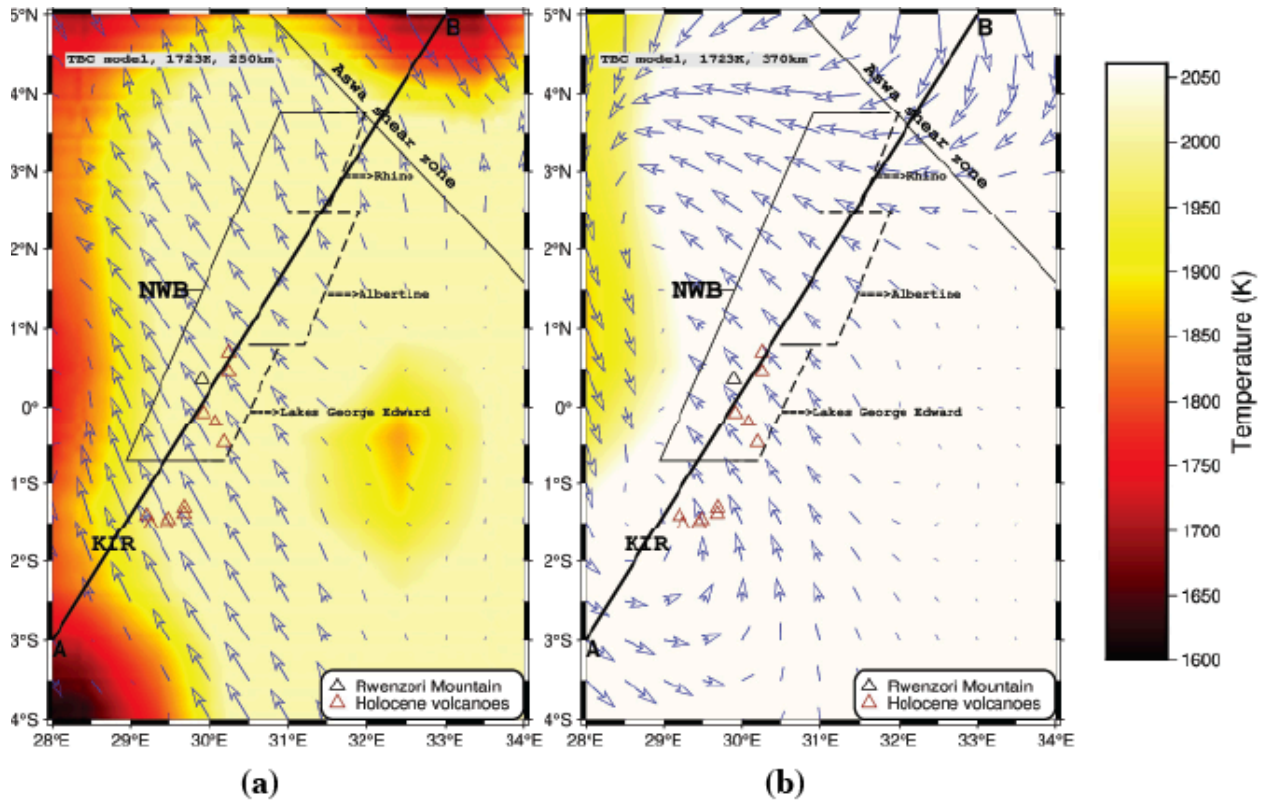 5°N
4°N
3°N
2°N
1°N
0°
1°S
2°S
3°S
4°S
28°E
29°E
30°E
31°E
32°E
33°E
34°E
TBC model, 1723K, 250km
B
Aswa shear zone
===>Rhino
NWB
===>Albertine
===>Lakes George Edward
KIR
A
Rwenzori Mountain
Holocene volcanoes
(a)
5°N
4°N
3°N
2°N
1°N
0°
1°S
2°S
3°S
4°S
28°E
29°E
30°E
31°E
32°E
33°E
34°E
TBC model, 1723K, 370km
B
Aswa shear zone
===>Rhino
NWB
===>Albertine
===>Lakes George Edward
KIR
A
Rwenzori Mountain
Holocene volcanoes
(b)
2050
2000
1950
1900
1850
1800
1750
1700
1650
1600
Temperature (K)